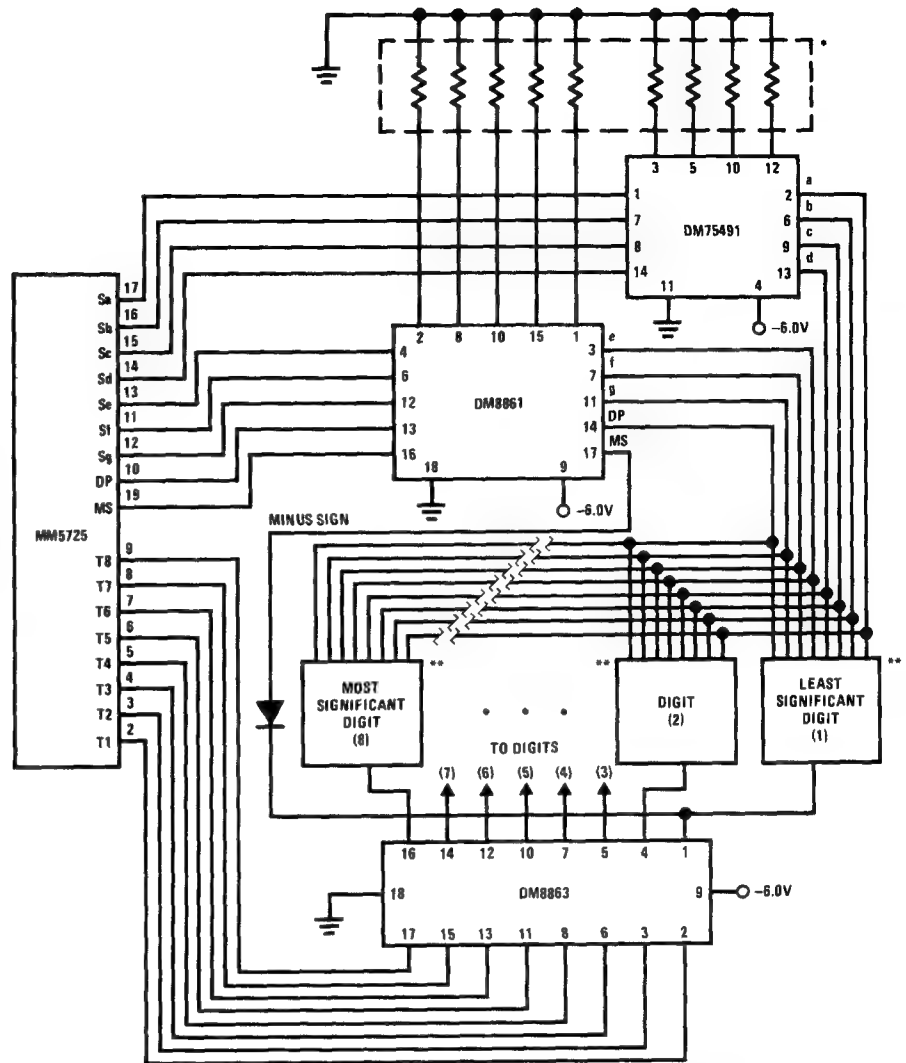 *
3 5 10 12
1 7 8 14
DM75491
a b c d
2 6 9 13
11 4
-6.0V
2 8 10 15 1
4 6 12 13 16
DM8861
e f g DP MS
3 7 11 14 17
18 9
-6.0V
MM5725
Sa 17
Sb 16
Sc 15
Sd 14
Se 13
Sf 11
Sg 12
DP 10
MS 19
T8 9
T7 8
T6 7
T5 6
T4 5
T3 4
T2 3
T1 2
MINUS SIGN
**
MOST
SIGNIFICANT
DIGIT
(8)
**
DIGIT
(2)
**
LEAST
SIGNIFICANT
DIGIT
(1)
. . .
TO DIGITS
(7) (6) (5) (4) (3)
16 14 12 10 7 5 4 1
18 DM8863 9
-6.0V
17 15 13 11 8 6 3 2